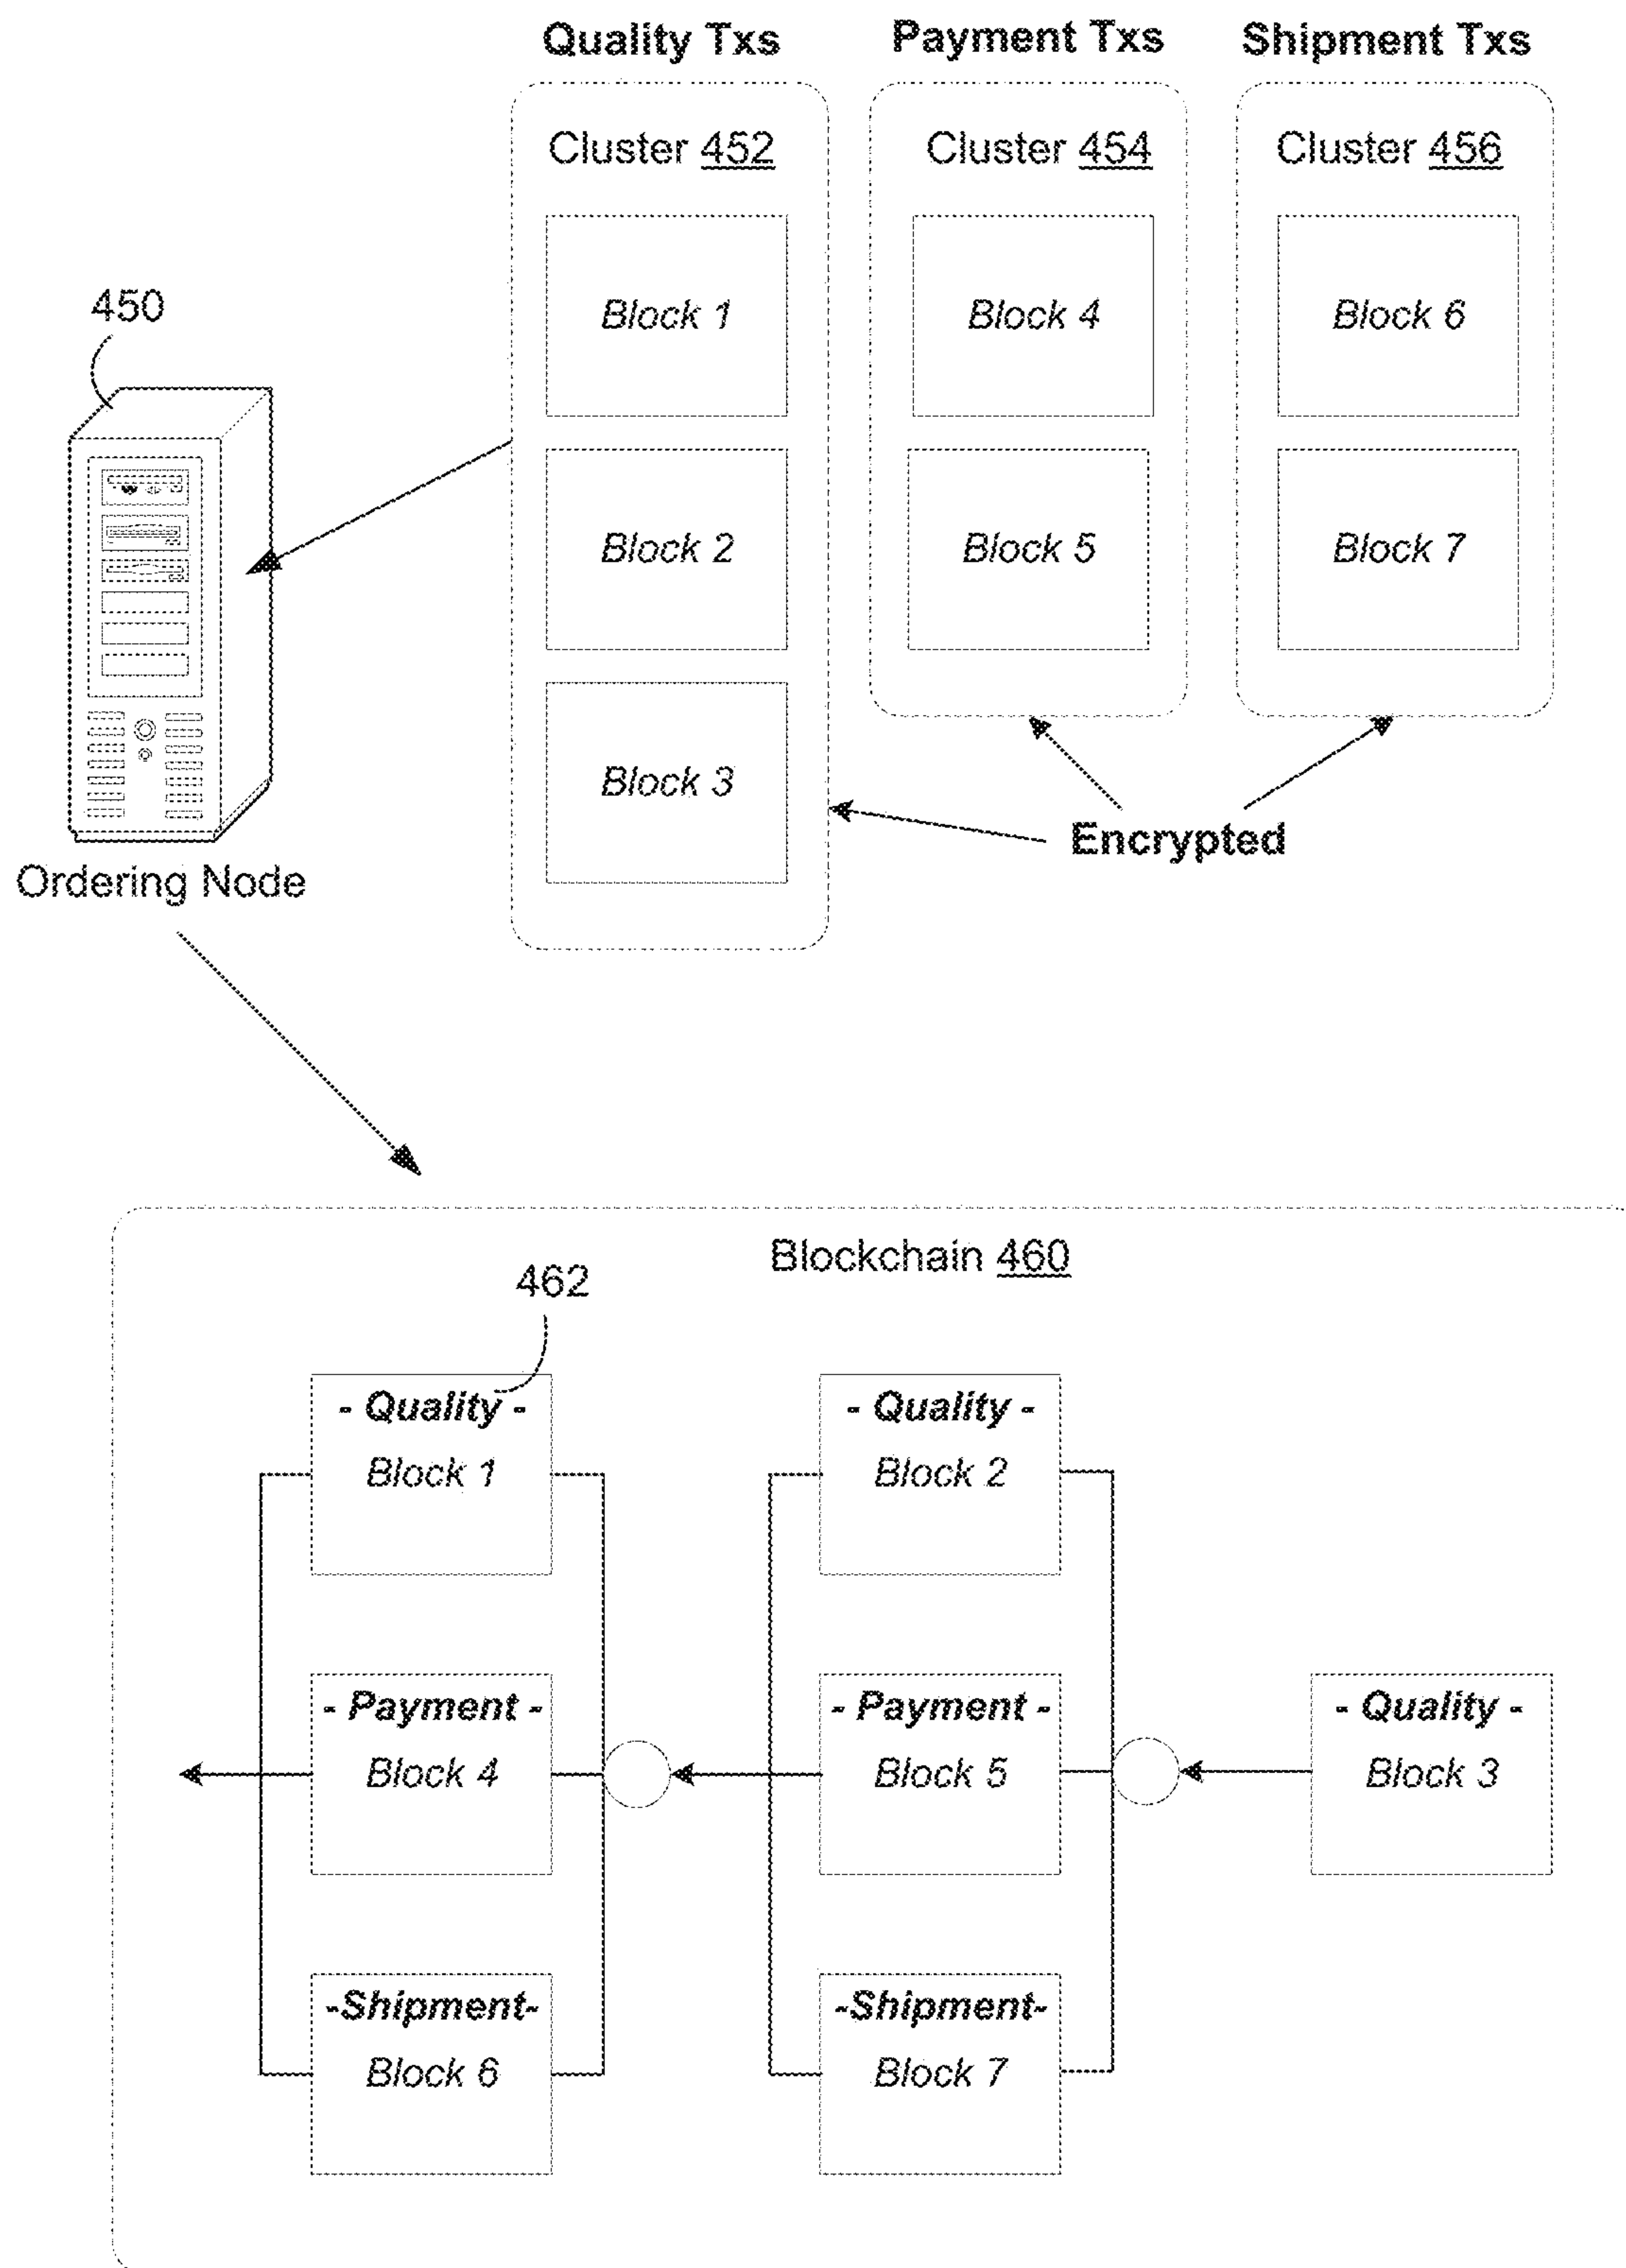 Quality Txs
Payment Txs
Shipment Txs
Cluster 452
Cluster 454
Cluster 456
Block 1
Block 4
Block 6
450
Block 2
Block 5
Block 7
Block 3
Encrypted
Ordering Node
Blockchain 460
462
- Quality -
Block 1
- Quality -
Block 2
- Payment -
Block 4
- Payment -
Block 5
- Quality -
Block 3
-Shipment-
Block 6
-Shipment-
Block 7